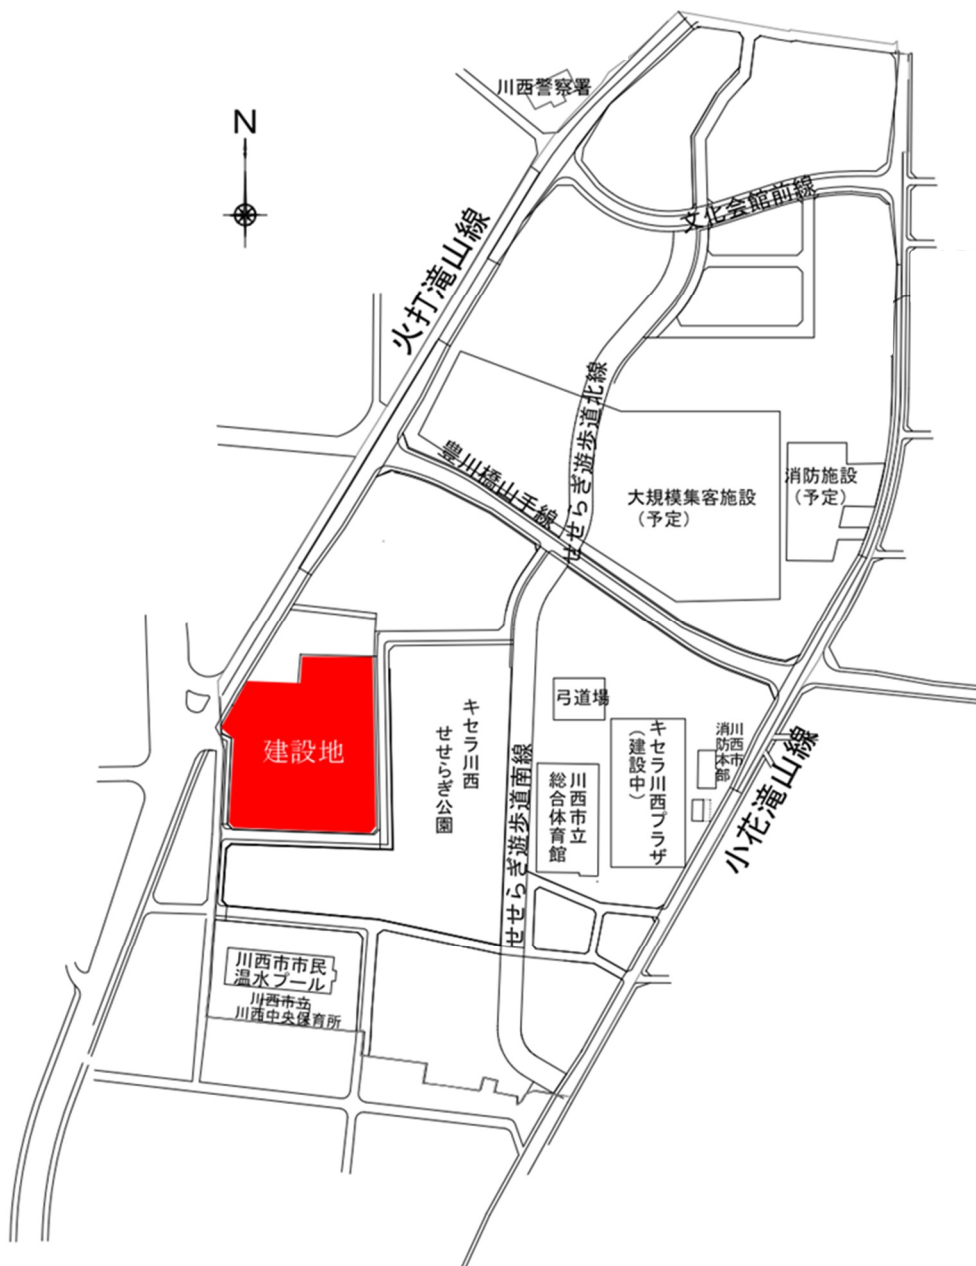 川西警察署
N
文化会館前線
火打滝山線
せせらぎ遊歩道北線
豊川橋山手線
大規模集客施設
（予定）
消防施設
（予定）
建設地
キセラ川西
せせらぎ公園
せせらぎ遊歩道南線
弓道場
川西市立
総合体育館
キセラ川西プラザ
（建設中）
川西市
消防本部
小花滝山線
川西市市民
温水プール
川西市立
川西中央保育所